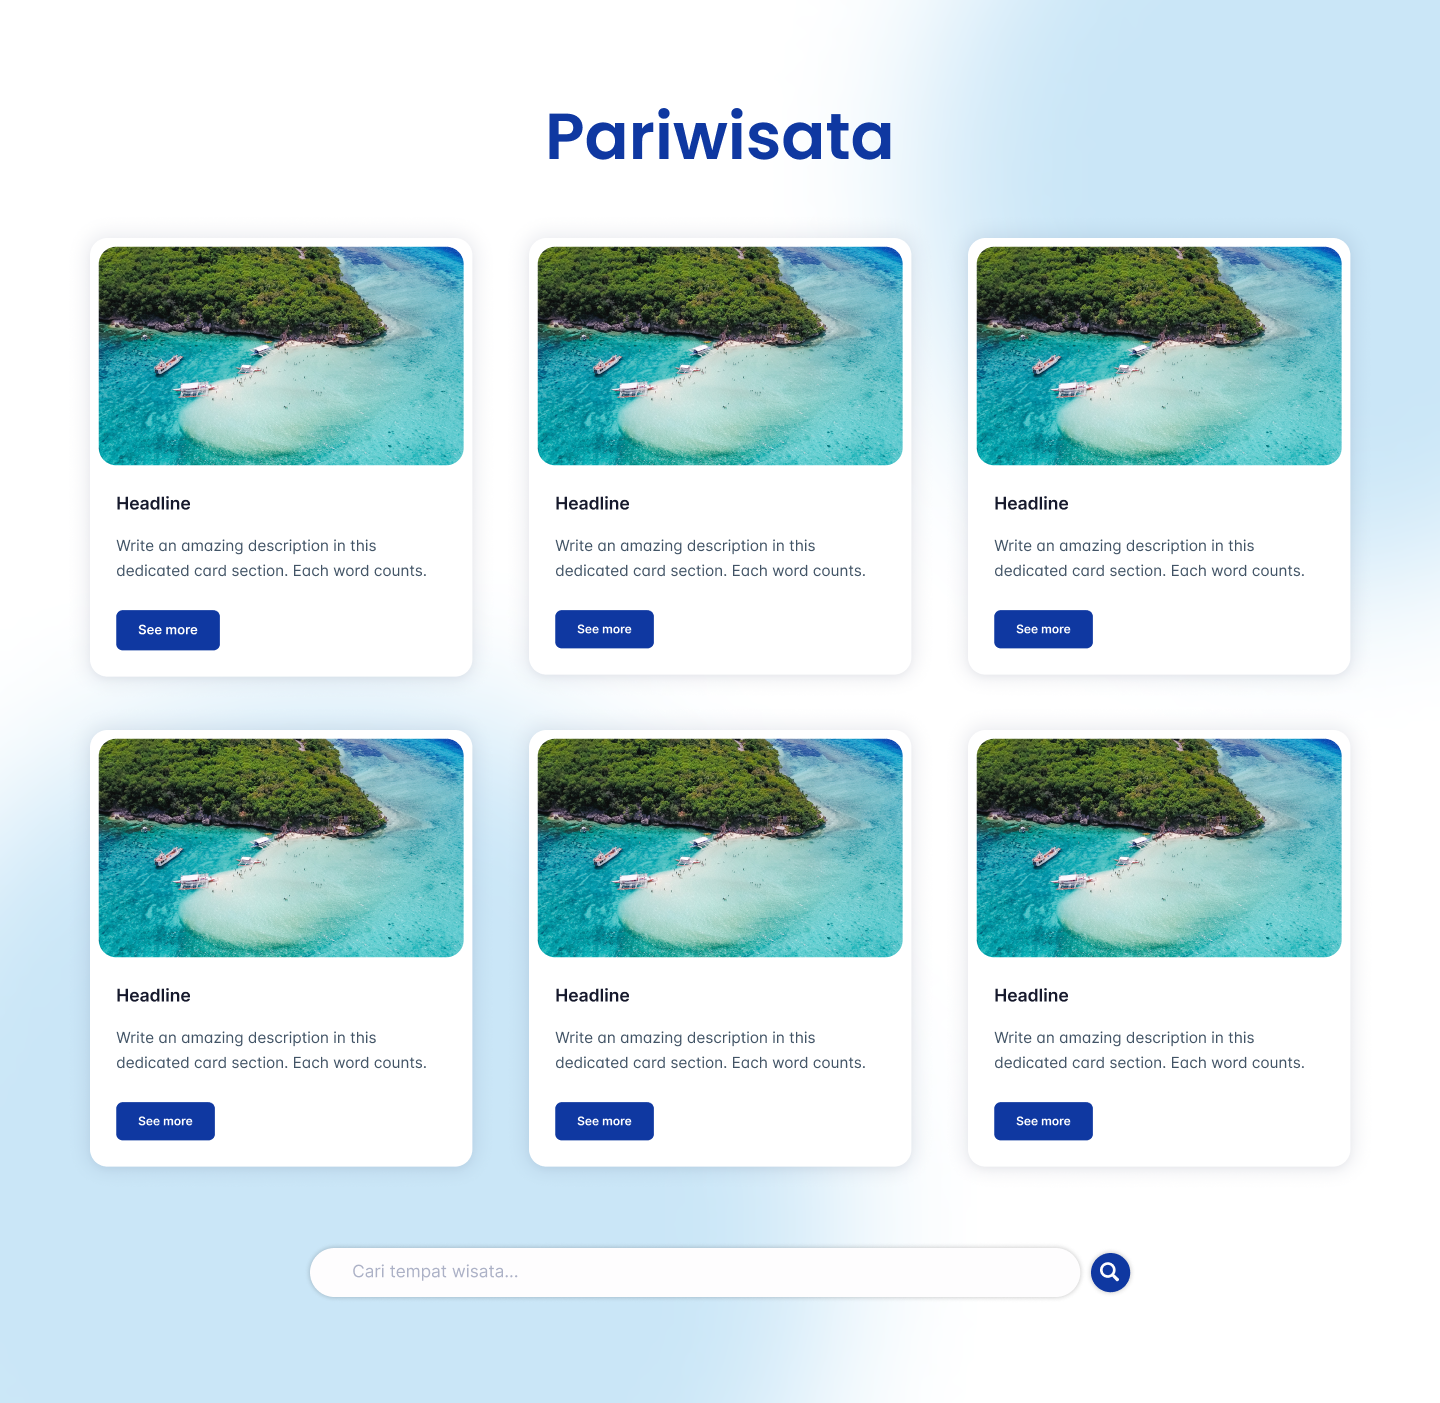 Pariwisata
Headline
Write an amazing description in this
dedicated card section. Each word counts.
See more
Headline
Write an amazing description in this
dedicated card section. Each word counts.
See more
Headline
Write an amazing description in this
dedicated card section. Each word counts.
See more
Headline
Write an amazing description in this
dedicated card section. Each word counts.
See more
Headline
Write an amazing description in this
dedicated card section. Each word counts.
See more
Headline
Write an amazing description in this
dedicated card section. Each word counts.
See more
Cari tempat wisata...